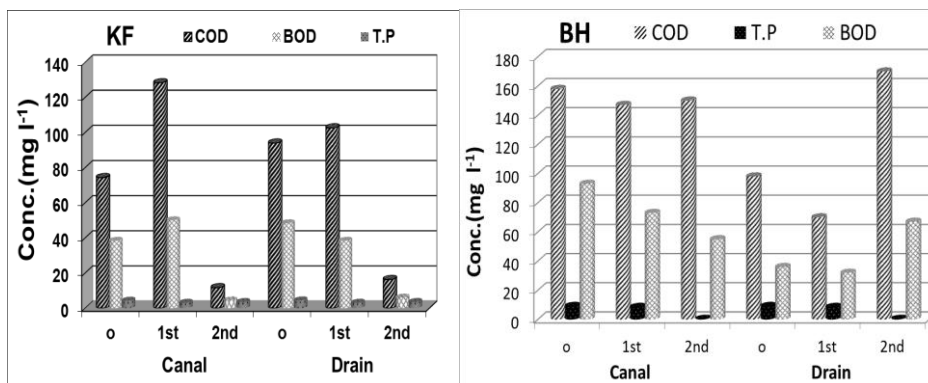 KF
COD BOD T.P
Conc.(mg l-1)
140
120
100
80
60
40
20
0
o 1st 2nd o 1st 2nd
Canal Drain
BH
COD T.P BOD
Conc.(mg l-1)
180
160
140
120
100
80
60
40
20
0
o 1st 2nd o 1st 2nd
Canal Drain